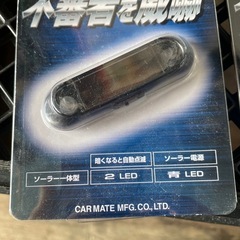 不審者を威嚇
暗くなると自動点滅 ソーラー電源
ソーラー一体型 2 LED 青 LED
CAR MATE MFG. CO., LTD.